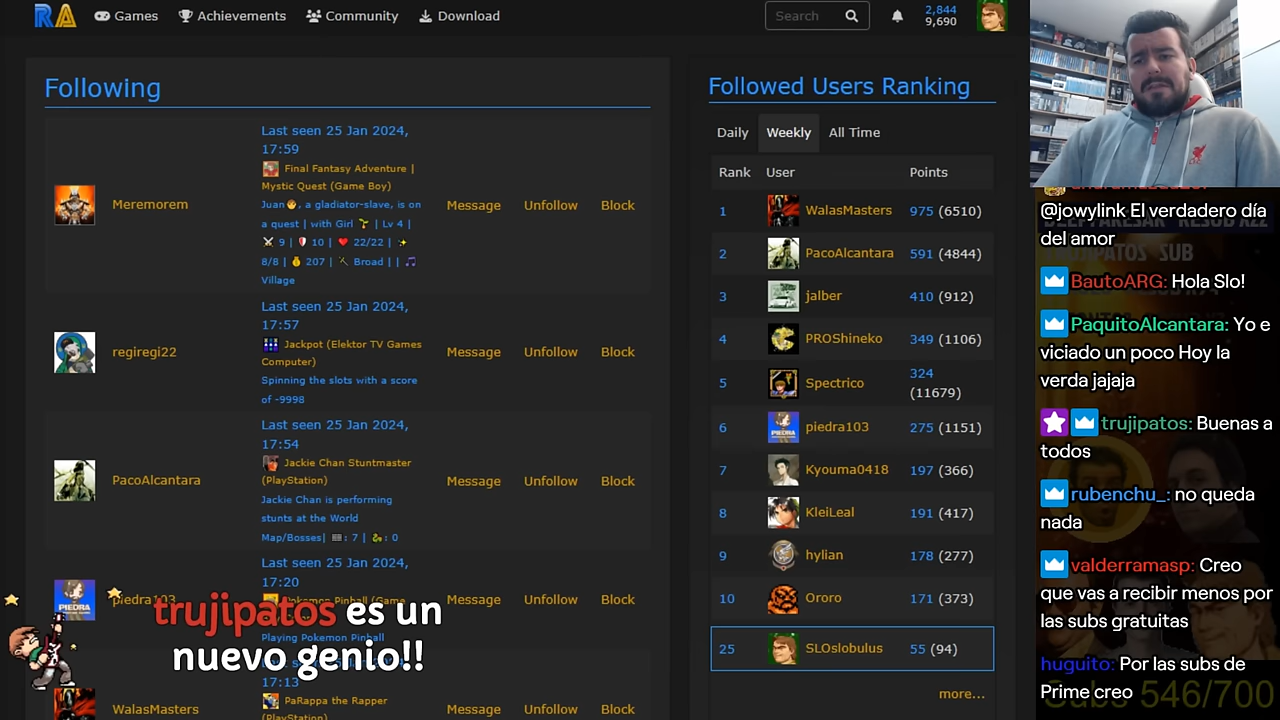 RA Games Achievements Community Download Search 2,844
9,690
Following
Last seen 25 Jan 2024,
17:59
Final Fantasy Adventure |
Mystic Quest (Game Boy)
Meremorem
Juan, a gladiator-slave, is on
a quest | with Girl | Lv 4 |
9 | 10 | 22/22 |
8/8 | 207 | Broad | |
Village
Message Unfollow Block
Last seen 25 Jan 2024,
17:57
regiregi22
Jackpot (Elektor TV Games
Computer)
Spinning the slots with a score
of -9998
Message Unfollow Block
Last seen 25 Jan 2024,
17:54
PacoAlcantara
Jackie Chan Stuntmaster
(PlayStation)
Jackie Chan is performing
stunts at the World
Map/Bosses| : 7 | : 0
Message Unfollow Block
Last seen 25 Jan 2024,
17:20
PIEDRA
piedra103
Pokemon Pinball (Game
Playing Pokemon Pinball
Message Unfollow Block
17:13
WalasMasters
PaRappa the Rapper
(PlayStation)
Message Unfollow Block
trujipatos es un
nuevo genio!!
Followed Users Ranking
Daily Weekly All Time
Rank User Points
1 WalasMasters 975 (6510)
2 PacoAlcantara 591 (4844)
3 jalber 410 (912)
4 PROShineko 349 (1106)
5 Spectrico 324
(11679)
6 PIEDRA piedra103 275 (1151)
7 Kyouma0418 197 (366)
8 KleiLeal 191 (417)
9 hylian 178 (277)
10 Ororo 171 (373)
25 SLOslobulus 55 (94)
more...
@jowylink El verdadero día
del amor
TRUJIPATOS SUB
BautoARG: Hola Slo!
PaquitoAlcantara: Yo e
viciado un poco Hoy la
verda jajaja
trujipatos: Buenas a
todos
rubenchu_: no queda
nada
valderramasp: Creo
que vas a recibir menos por
las subs gratuitas
huguito: Por las subs de
Prime creo
Subs 546/700